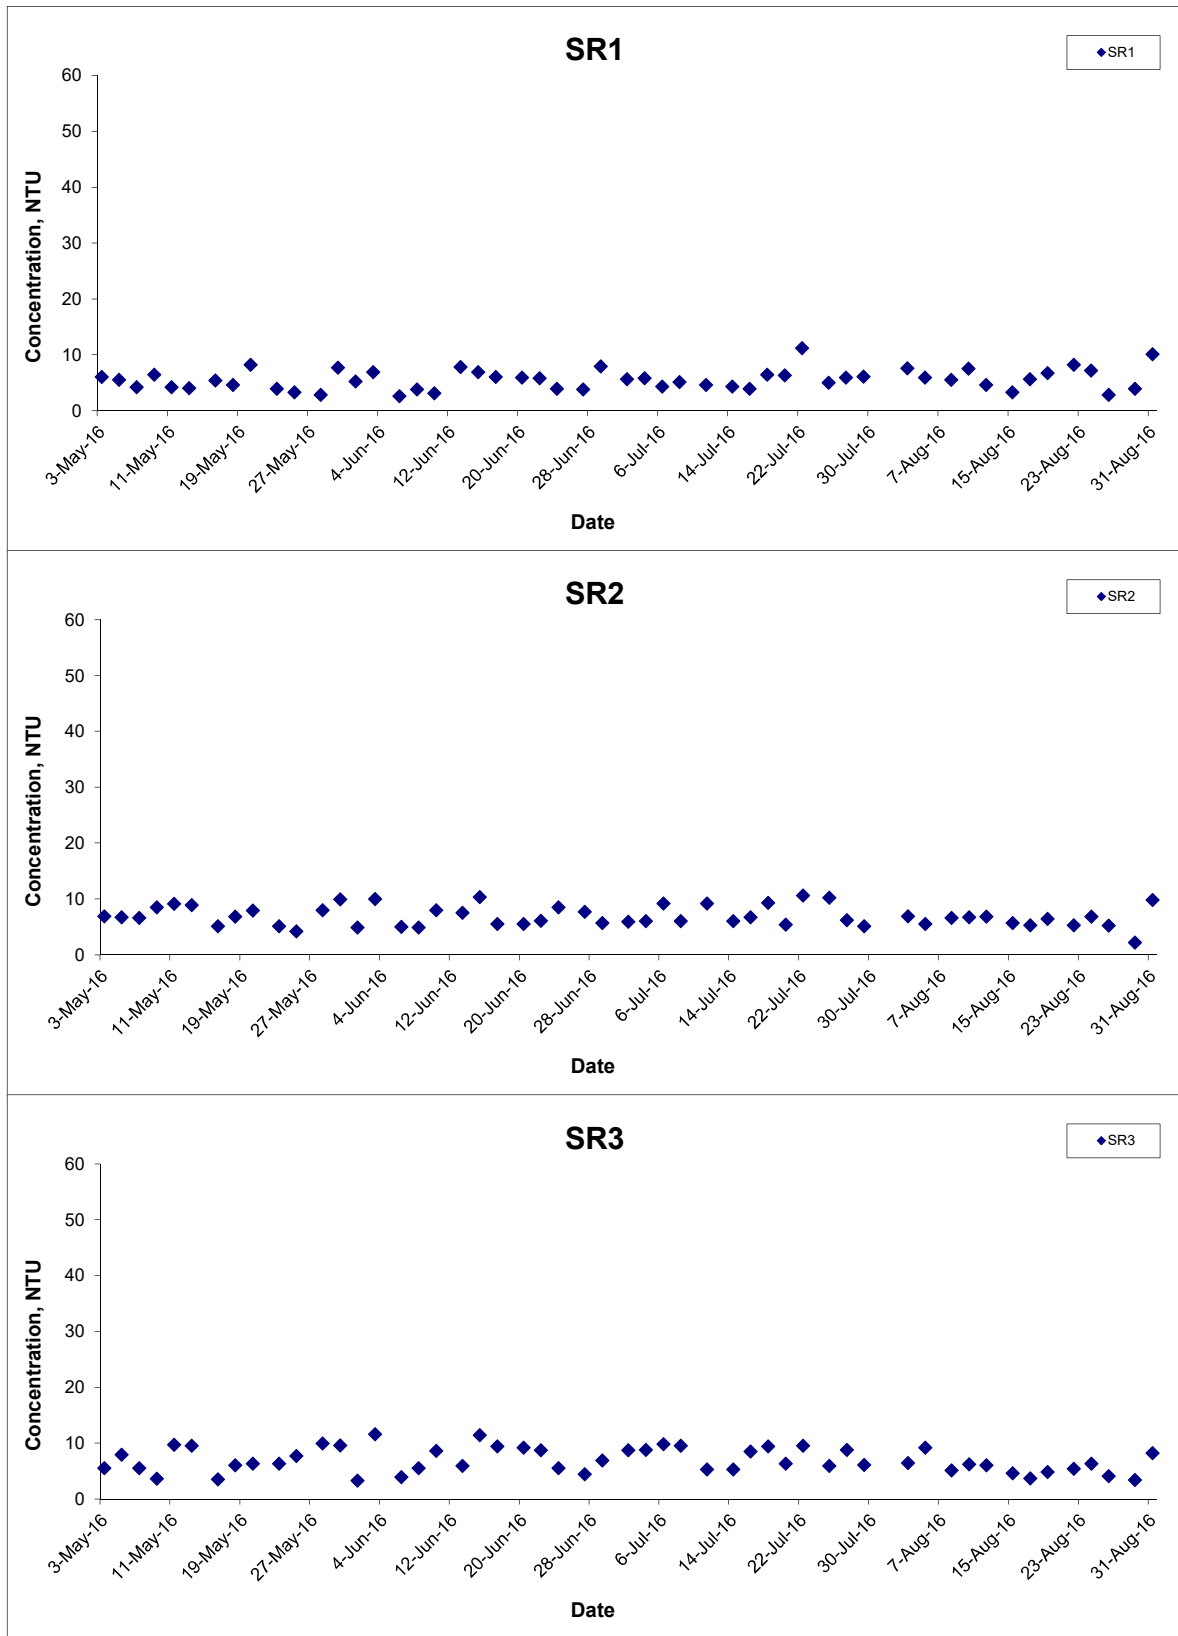 SR1
SR1
60
50
40
30
20
10
0
Concentration, NTU
3-May-16 11-May-16 19-May-16 27-May-16 4-Jun-16 12-Jun-16 20-Jun-16 28-Jun-16 6-Jul-16 14-Jul-16 22-Jul-16 30-Jul-16 7-Aug-16 15-Aug-16 23-Aug-16 31-Aug-16
Date
SR2
SR2
60
50
40
30
20
10
0
Concentration, NTU
3-May-16 11-May-16 19-May-16 27-May-16 4-Jun-16 12-Jun-16 20-Jun-16 28-Jun-16 6-Jul-16 14-Jul-16 22-Jul-16 30-Jul-16 7-Aug-16 15-Aug-16 23-Aug-16 31-Aug-16
Date
SR3
SR3
60
50
40
30
20
10
0
Concentration, NTU
3-May-16 11-May-16 19-May-16 27-May-16 4-Jun-16 12-Jun-16 20-Jun-16 28-Jun-16 6-Jul-16 14-Jul-16 22-Jul-16 30-Jul-16 7-Aug-16 15-Aug-16 23-Aug-16 31-Aug-16
Date